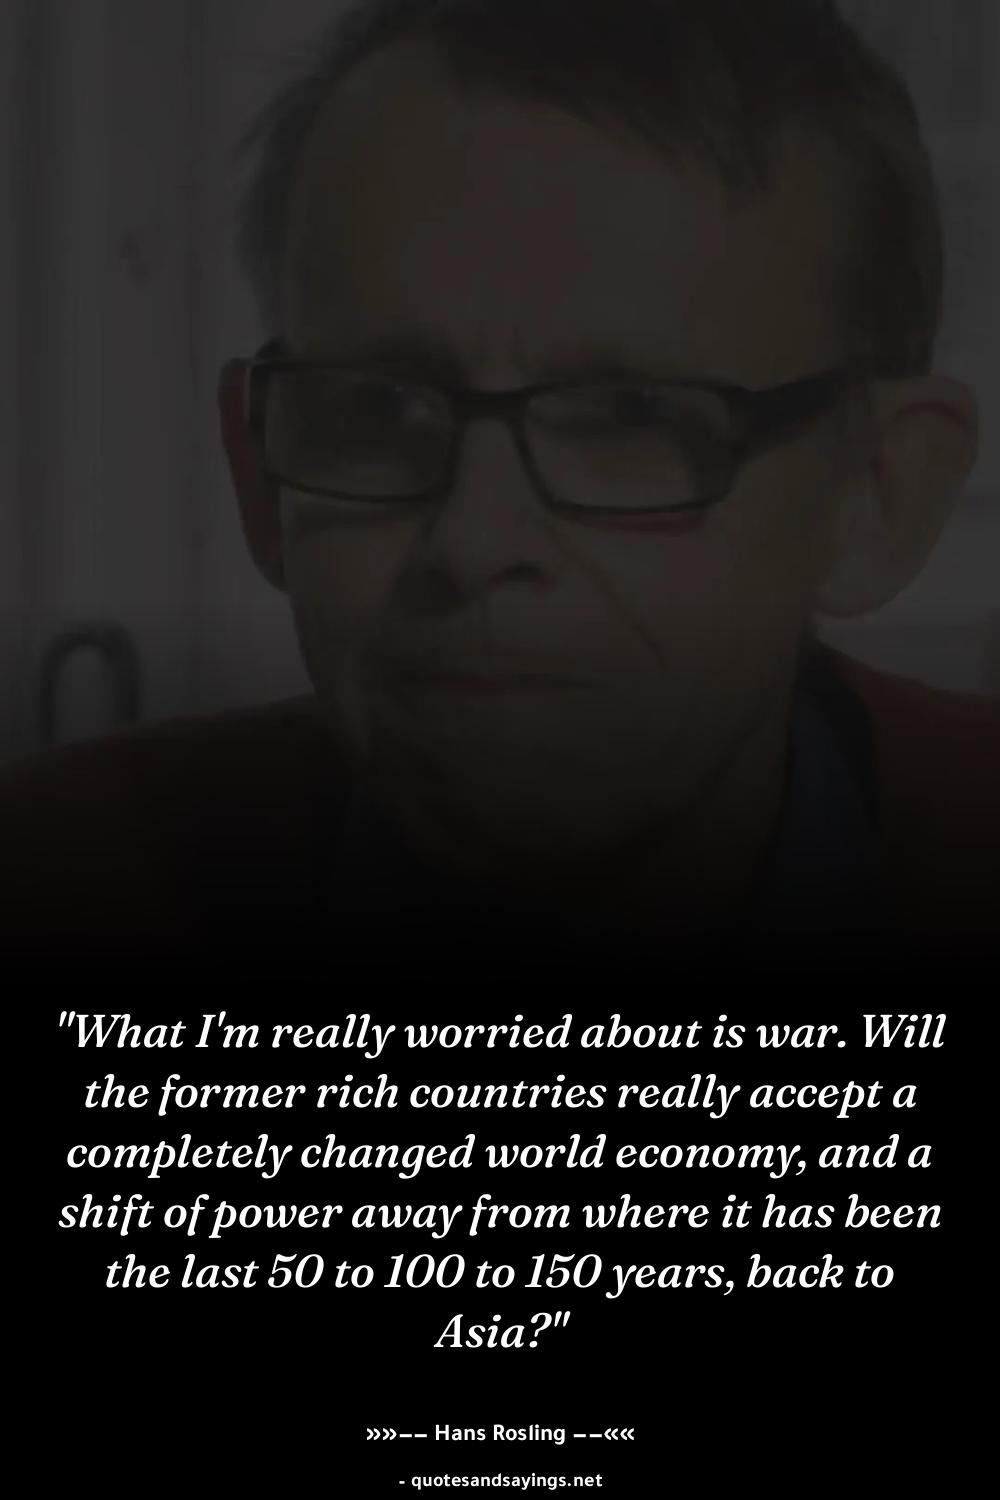 "What I'm really worried about is war. Will
the former rich countries really accept a
completely changed world economy, and a
shift of power away from where it has been
the last 50 to 100 to 150 years, back to
Asia?"
»»–– Hans Rosling ––««
- quotesandsayings.net